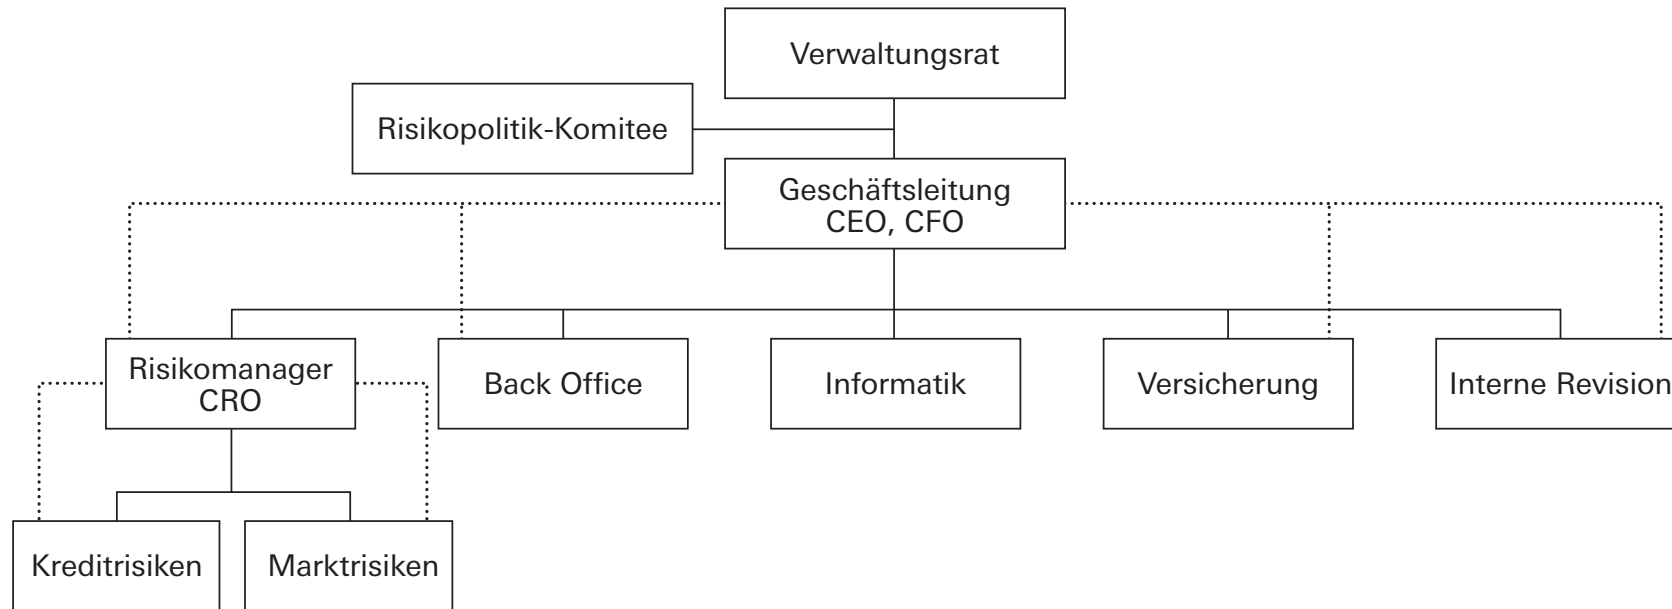 Verwaltungsrat
Risikopolitik-Komitee
Geschäftsleitung
CEO, CFO
Risikomanager
CRO
Back Office
Informatik
Versicherung
Interne Revision
Kreditrisiken
Marktrisiken